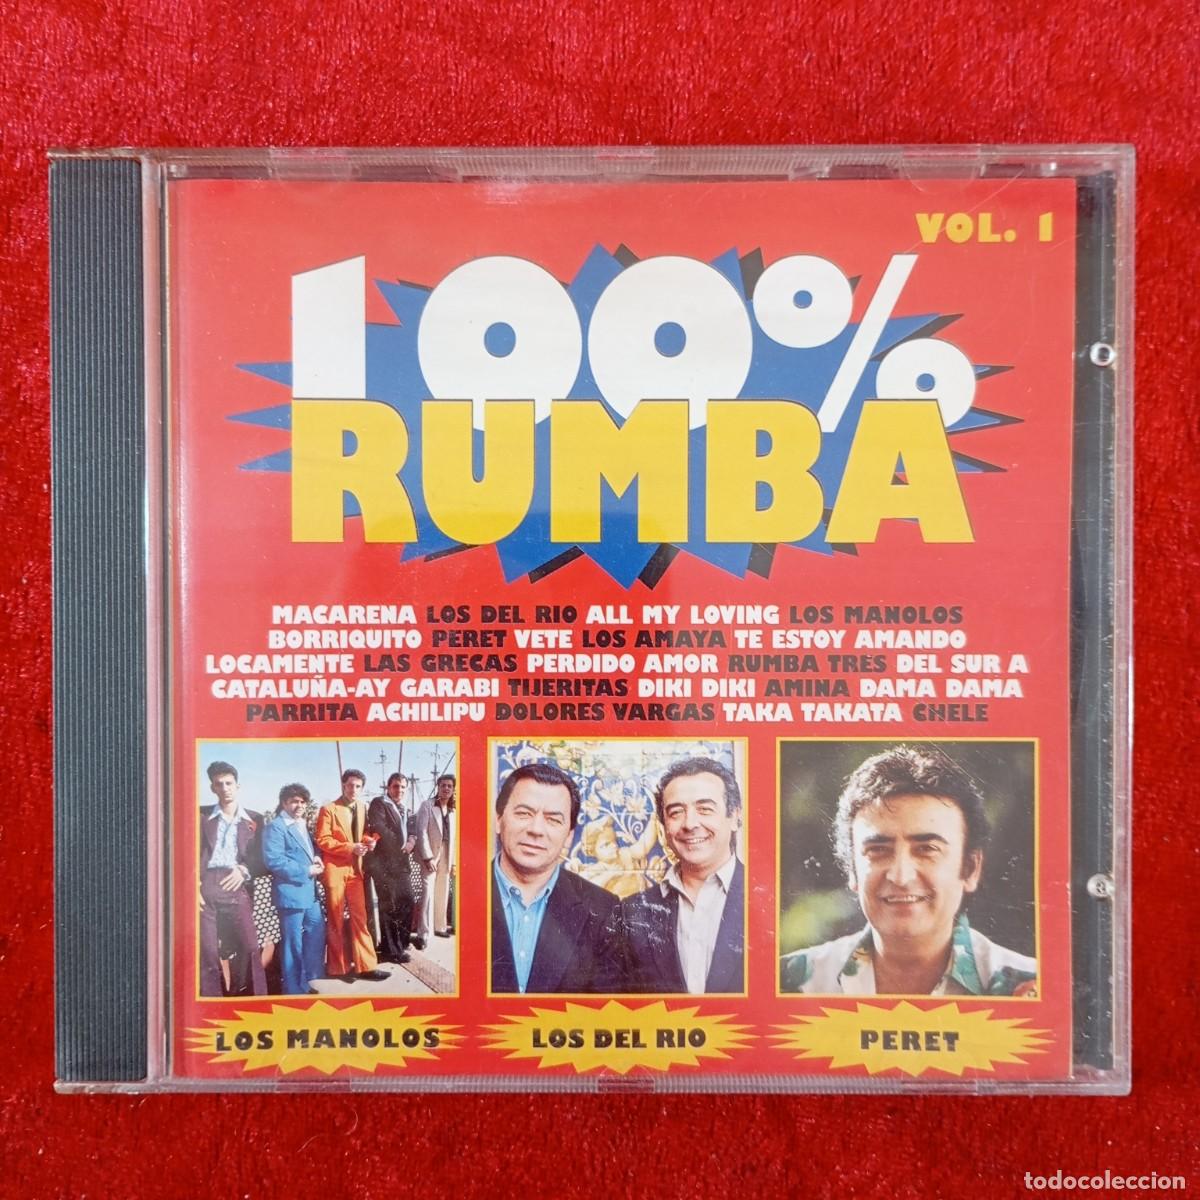 VOL. 1
100%
RUMBA
MACARENA LOS DEL RIO ALL MY LOVING LOS MANOLOS
BORRIQUITO PERET VETE LOS AMAYA TE ESTOY AMANDO
LOCAMENTE LAS GRECAS PERDIDO AMOR RUMBA TRES DEL SUR A
CATALUÑA-AY GARABI TIJERITAS DIKI DIKI AMINA DAMA DAMA
PARRITA ACHILIPU DOLORES VARGAS TAKA TAKATA CHELE
LOS MANOLOS
LOS DEL RIO
PERET
todocoleccion